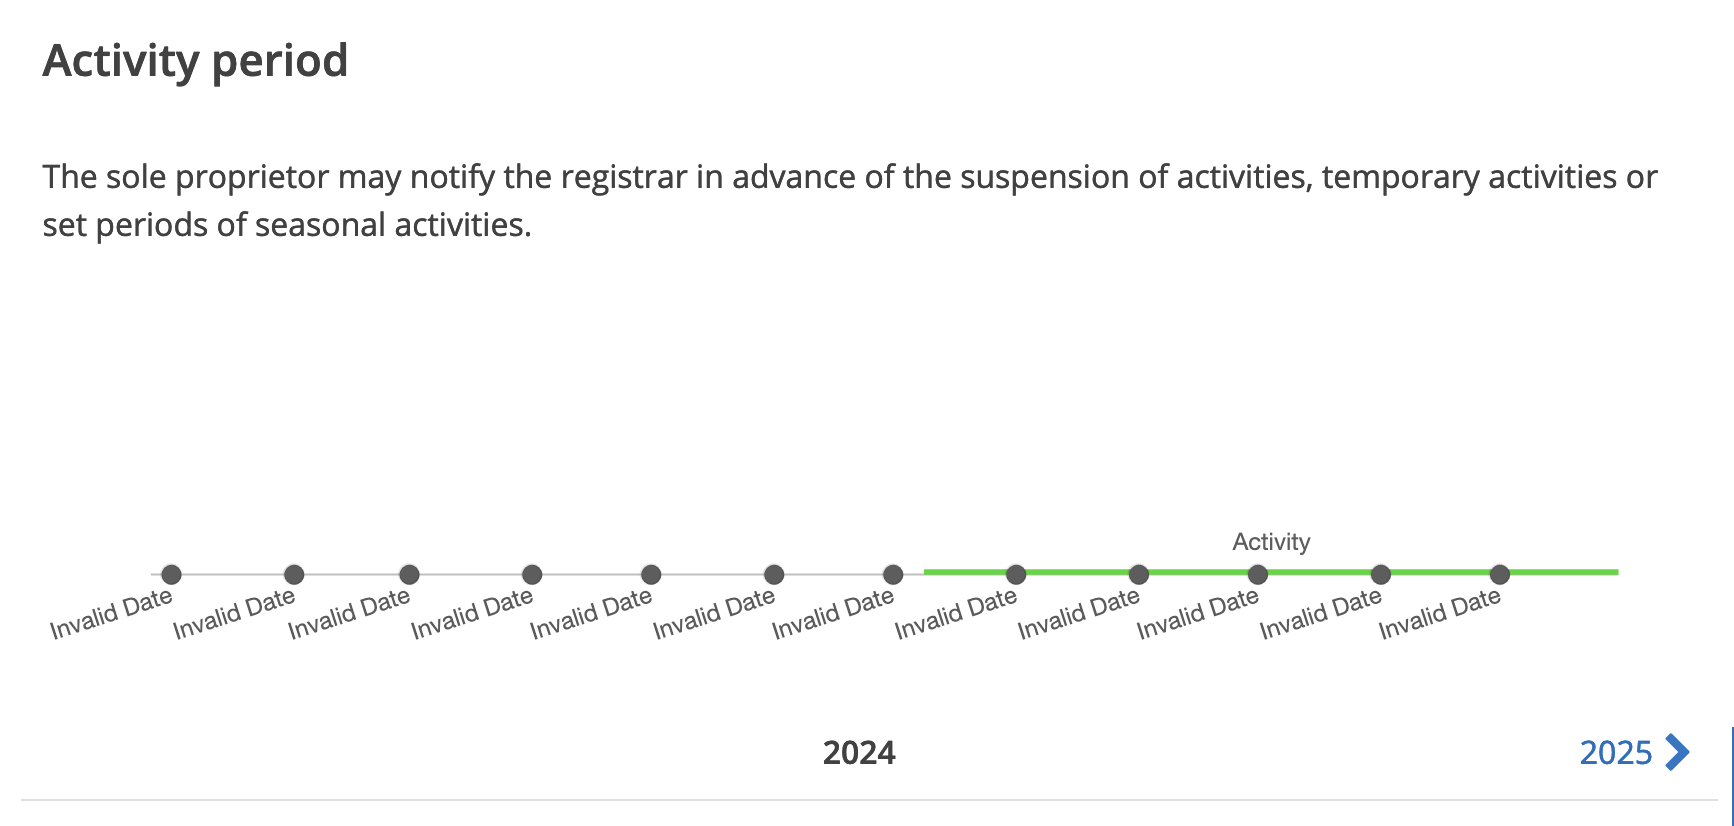 Activity period
The sole proprietor may notify the registrar in advance of the suspension of activities, temporary activities or
set periods of seasonal activities.
Activity
Invalid Date Invalid Date Invalid Date Invalid Date Invalid Date Invalid Date Invalid Date Invalid Date Invalid Date Invalid Date Invalid Date Invalid Date
2024 2025